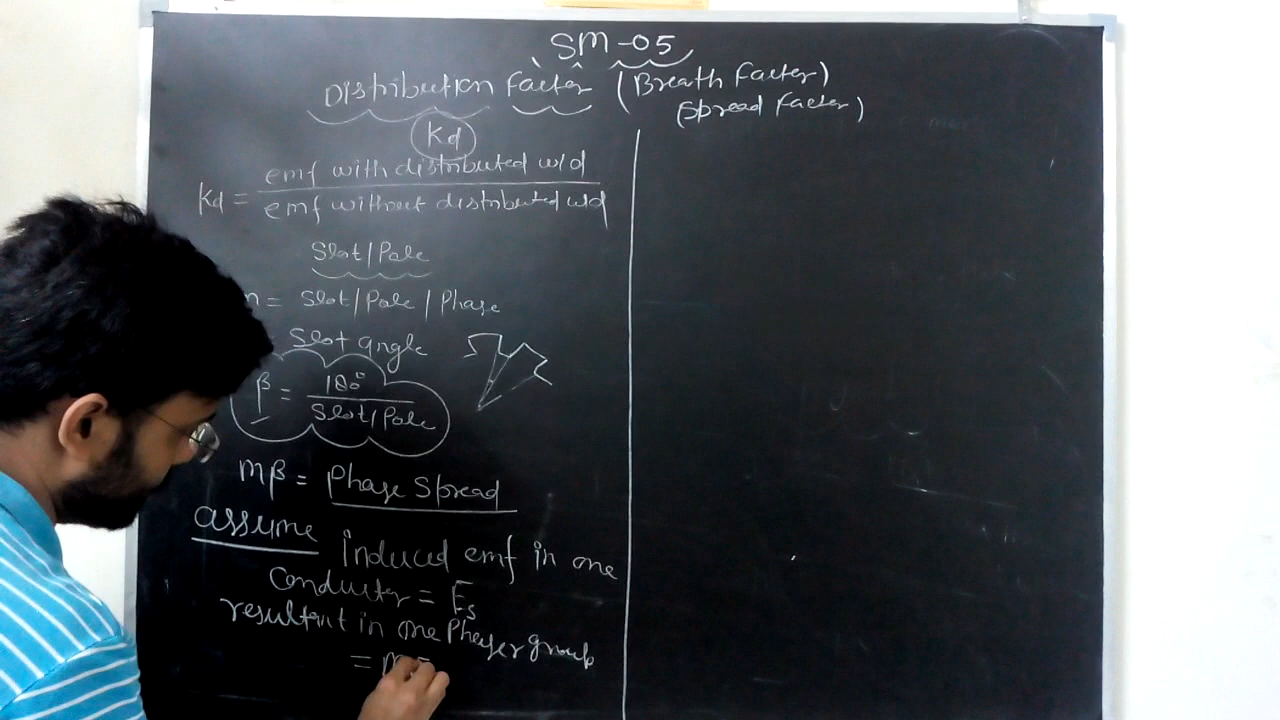 SM-05
Distribution Factor (Breath Factor)
(Spread Factor)
Kd
Kd = emf with distributed w/d
emf without distributed w/d
Slot/Pole
m = Slot/Pole/Phase
Slot angle
β = 180°
Slot/Pole
mβ = Phase Spread
assume induced emf in one
Conductor = Es
resultant in one group
=